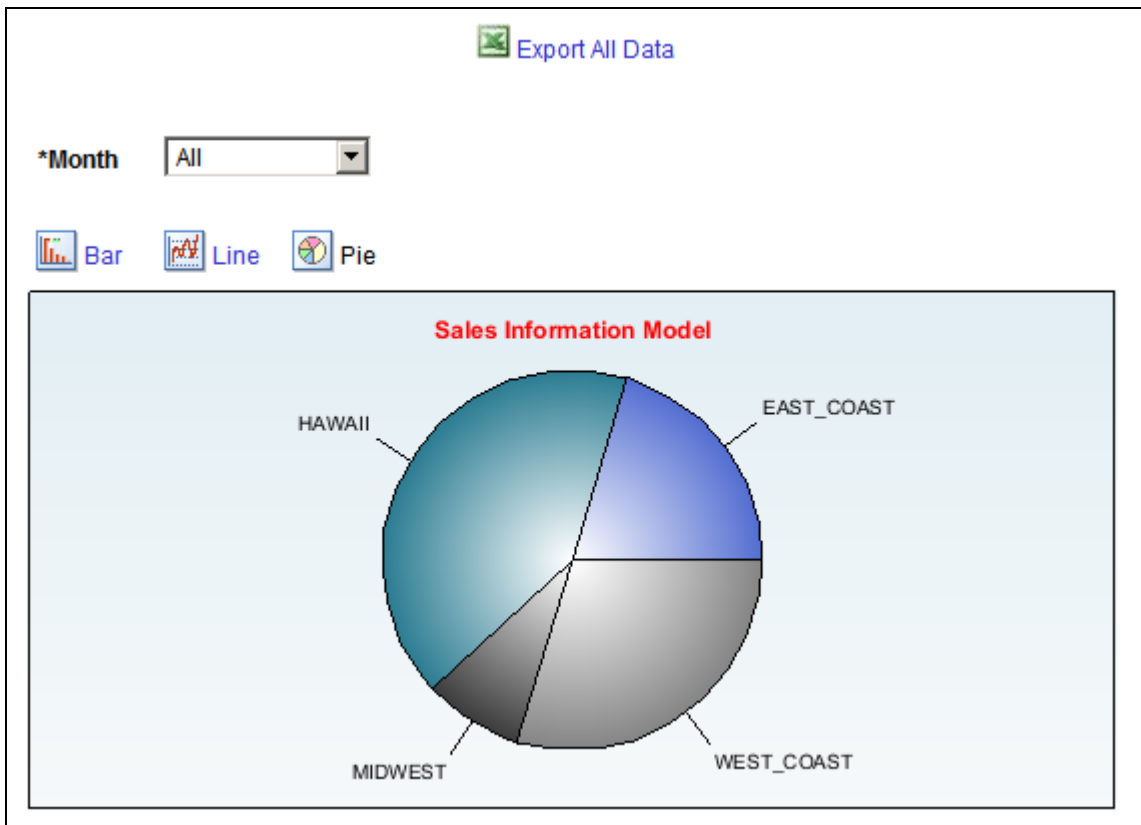 Export All Data
*Month All
Bar Line Pie
Sales Information Model
EAST_COAST
HAWAII
MIDWEST
WEST_COAST